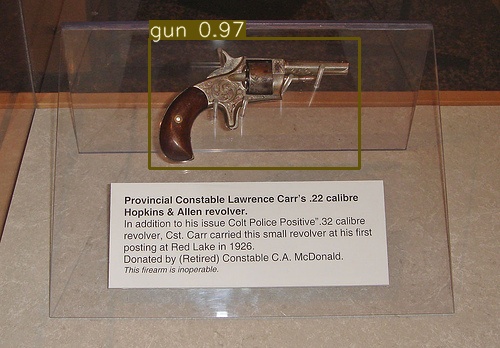 gun 0.97
Provincial Constable Lawrence Carr's .22 calibre
Hopkins & Allen revolver.
In addition to his issue Colt Police Positive".32 calibre
revolver, Cst. Carr carried this small revolver at his first
posting at Red Lake in 1926.
Donated by (Retired) Constable C.A. McDonald.
This firearm is inoperable.